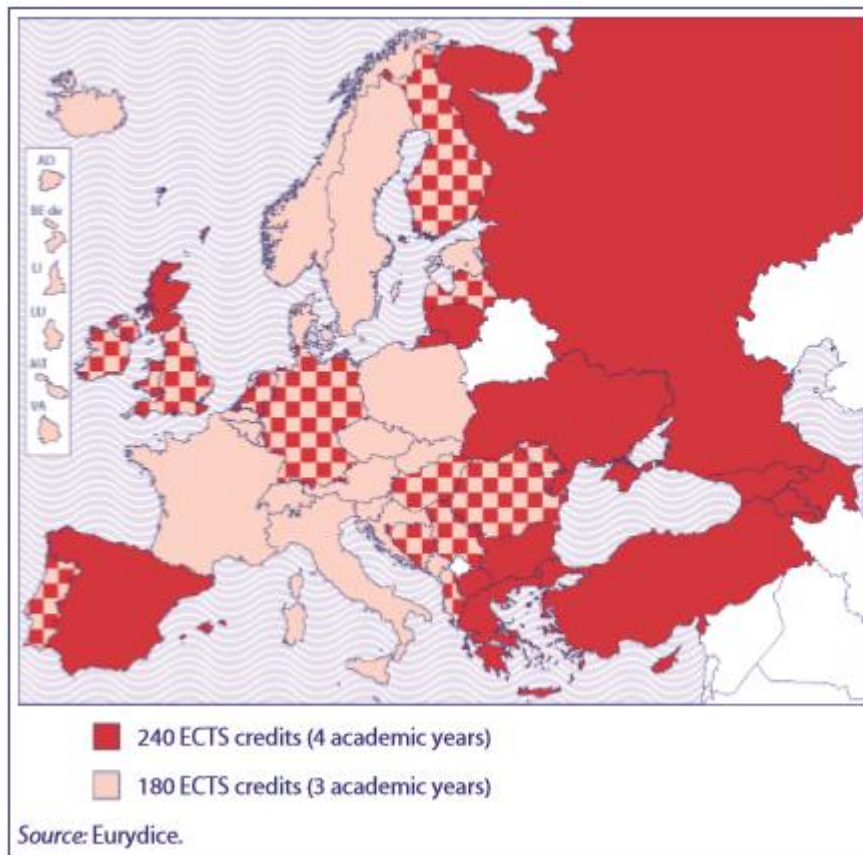 AD
BE de
LI
LU
MT
VA
240 ECTS credits (4 academic years)
180 ECTS credits (3 academic years)
Source: Eurydice.